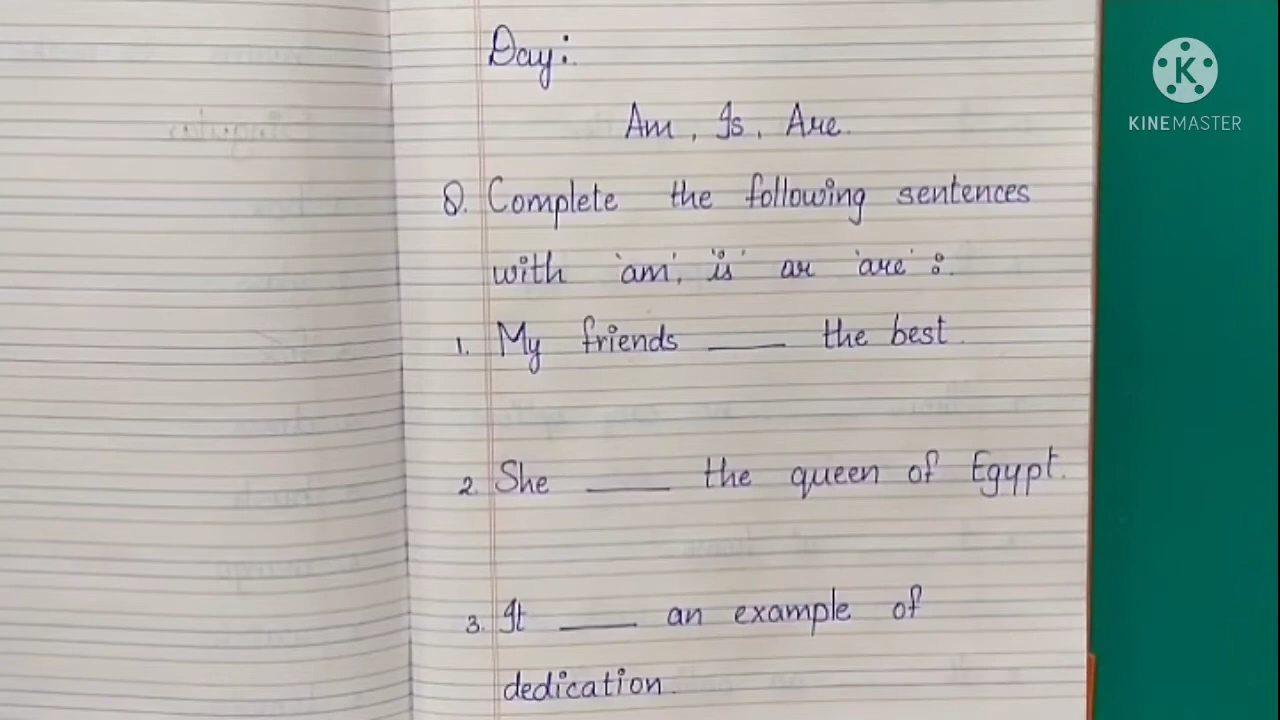 Day:
Am, Is, Are.
Q. Complete the following sentences
with 'am', 'is' or 'are' :
1. My friends ____ the best.
2. She ____ the queen of Egypt.
3. It ____ an example of
dedication.
K
KINEMASTER